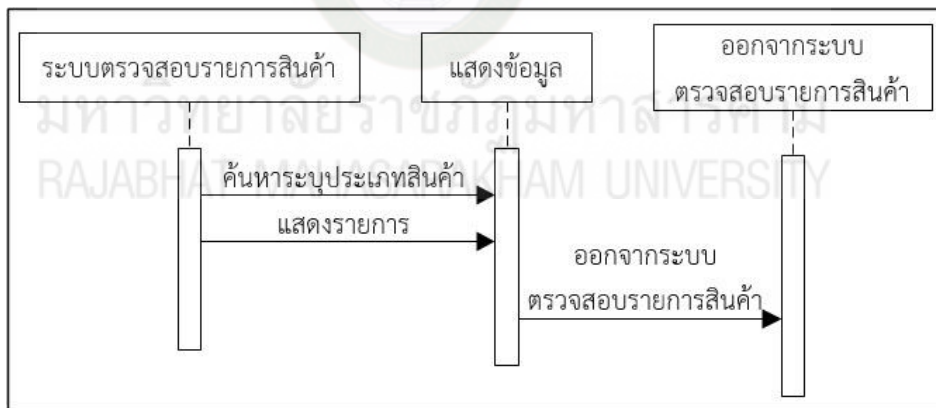 ระบบตรวจสอบรายการสินค้า
แสดงข้อมูล
ออกจากระบบ
ตรวจสอบรายการสินค้า
มหาวิทยาลัยราชภัฏมหาสารคาม
RAJABHAT MAHASARAKHAM UNIVERSITY
ค้นหาระบุประเภทสินค้า
แสดงรายการ
ออกจากระบบ
ตรวจสอบรายการสินค้า